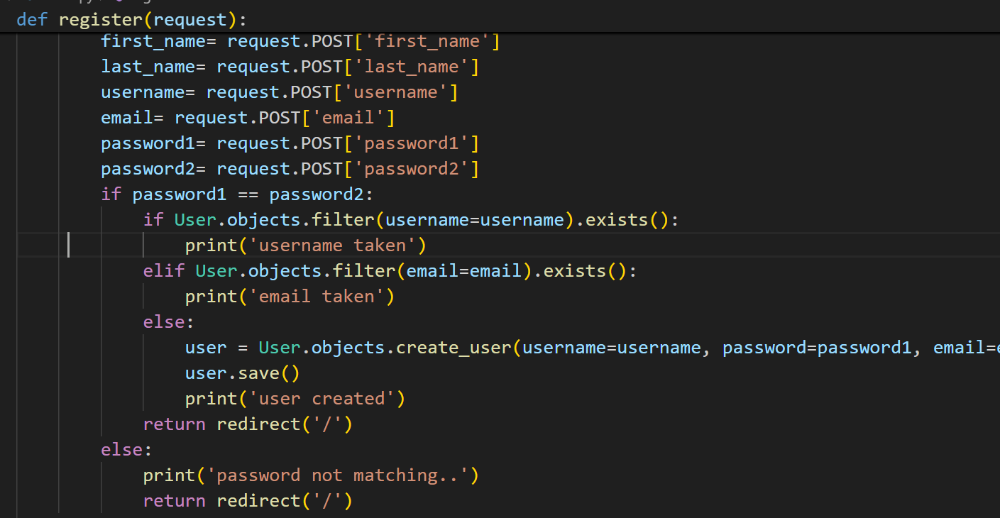 def register(request):
first_name= request.POST['first_name']
last_name= request.POST['last_name']
username= request.POST['username']
email= request.POST['email']
password1= request.POST['password1']
password2= request.POST['password2']
if password1 == password2:
if User.objects.filter(username=username).exists():
print('username taken')
elif User.objects.filter(email=email).exists():
print('email taken')
else:
user = User.objects.create_user(username=username, password=password1, email=
user.save()
print('user created')
return redirect('/')
else:
print('password not matching..')
return redirect('/')